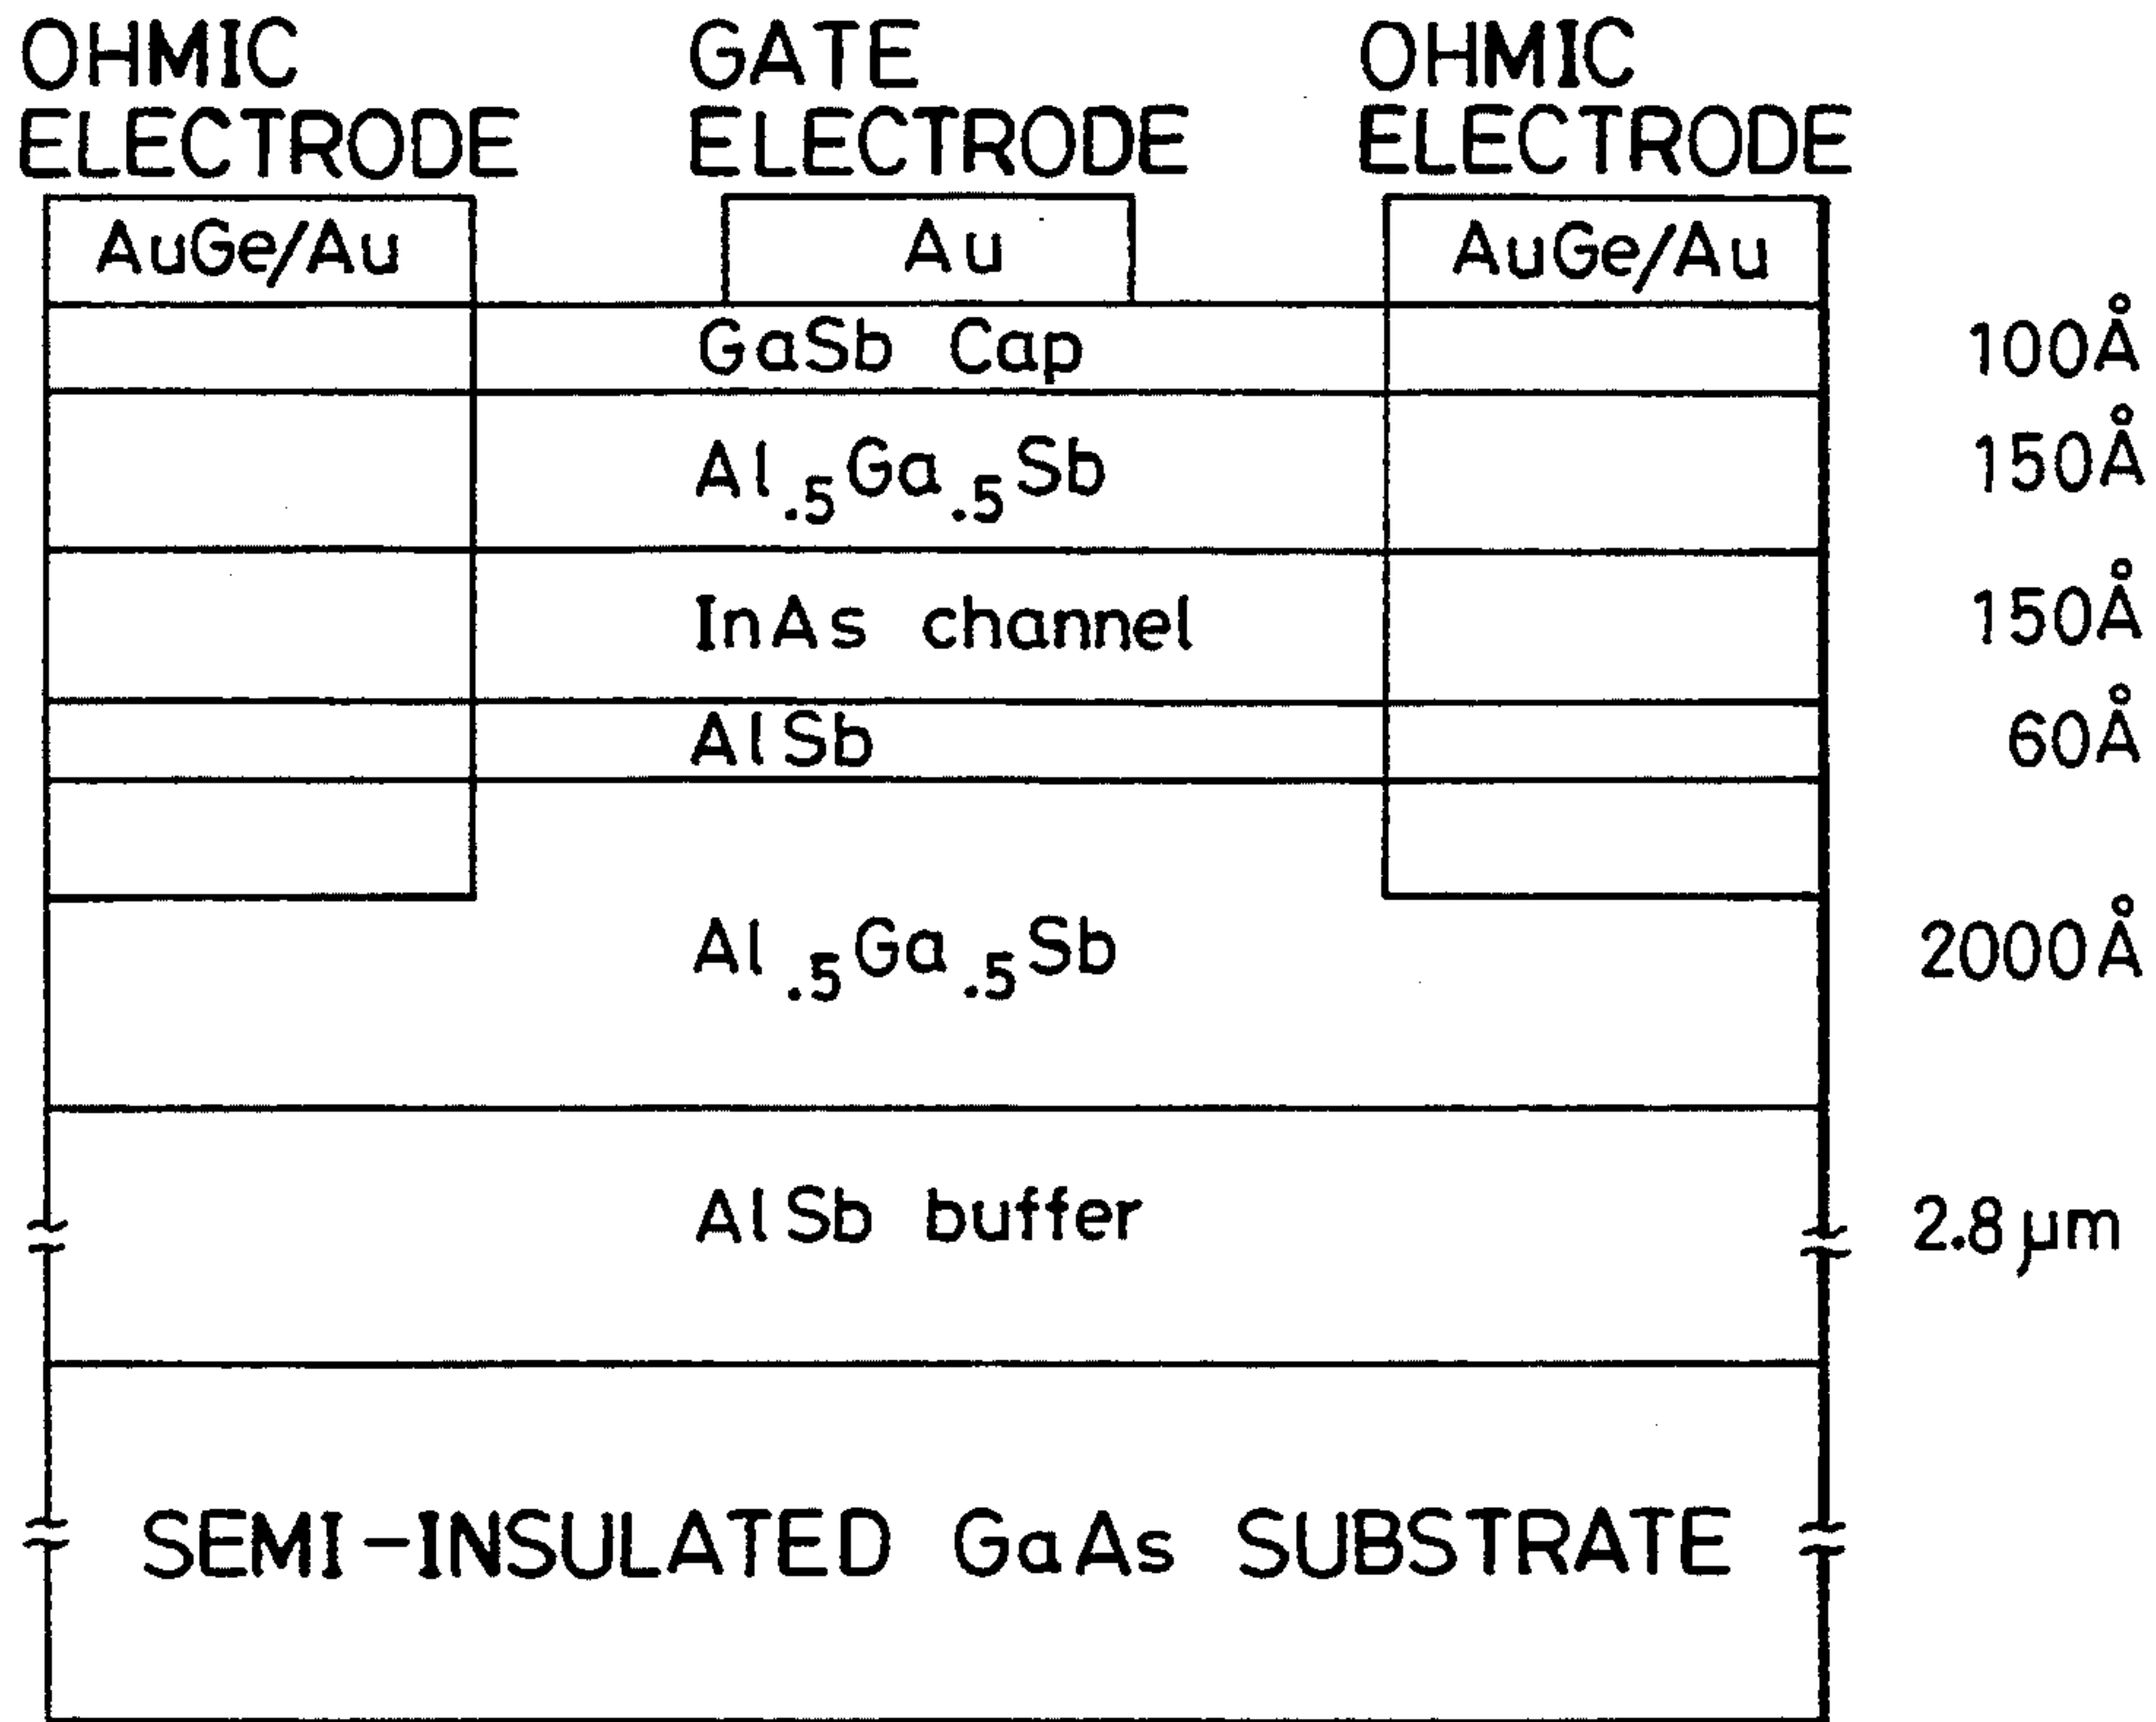 OHMIC
ELECTRODE
GATE
ELECTRODE
OHMIC
ELECTRODE
AuGe/Au
Au
AuGe/Au
GaSb Cap 100Å
Al.5Ga.5Sb 150Å
InAs channel 150Å
AlSb 60Å
Al.5Ga.5Sb 2000Å
AlSb buffer 2.8μm
SEMI-INSULATED GaAs SUBSTRATE